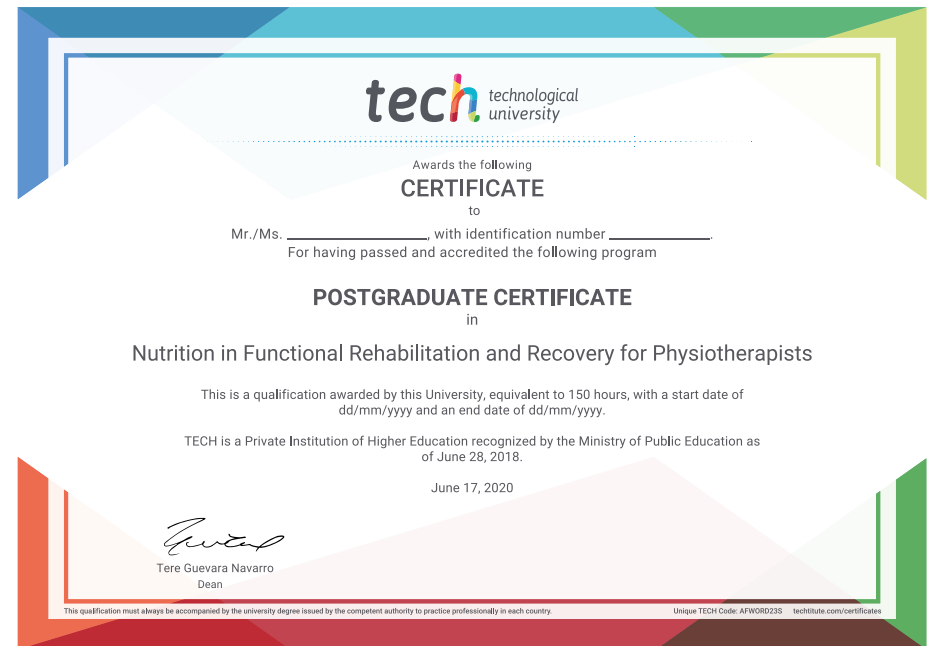 tech technological
university
Awards the following
CERTIFICATE
to
Mr./Ms. ____________________, with identification number ______________.
For having passed and accredited the following program
POSTGRADUATE CERTIFICATE
in
Nutrition in Functional Rehabilitation and Recovery for Physiotherapists
This is a qualification awarded by this University, equivalent to 150 hours, with a start date of
dd/mm/yyyy and an end date of dd/mm/yyyy.
TECH is a Private Institution of Higher Education recognized by the Ministry of Public Education as
of June 28, 2018.
June 17, 2020
Tere Guevara Navarro
Dean
This qualification must always be accompanied by the university degree issued by the competent authority to practice professionally in each country.
Unique TECH Code: AFWORD23S techtitute.com/certificates